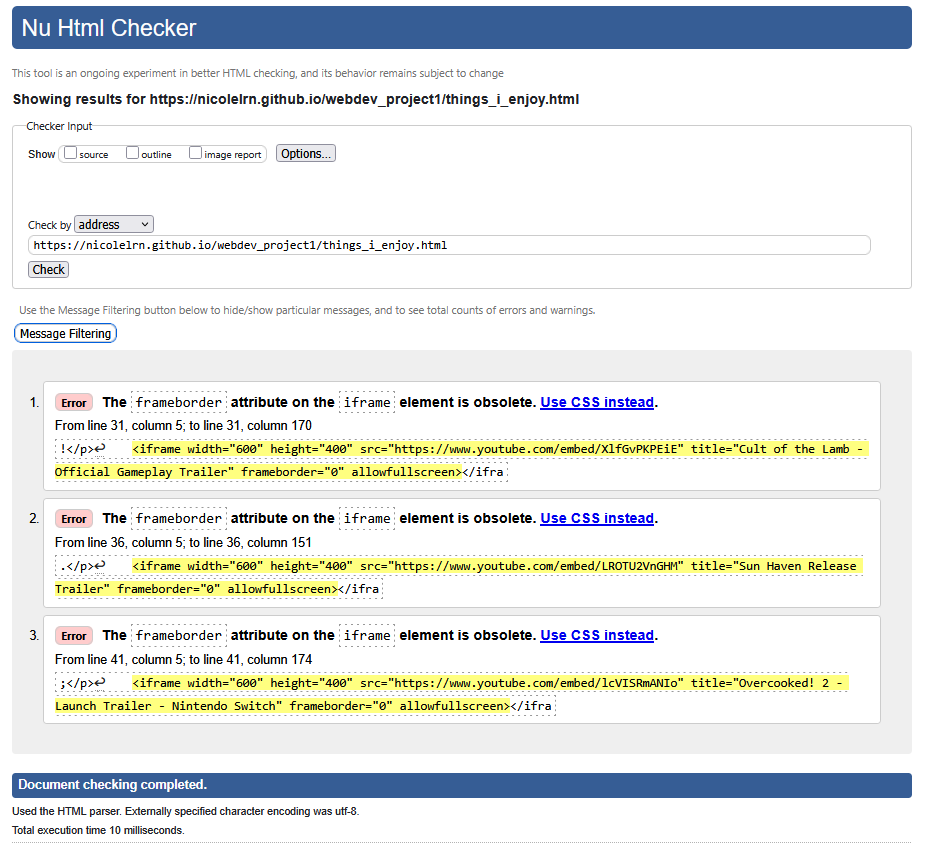 Nu Html Checker
This tool is an ongoing experiment in better HTML checking, and its behavior remains subject to change
Showing results for https://nicolelrn.github.io/webdev_project1/things_i_enjoy.html
Checker Input
Show source outline image report Options...
Check by address
https://nicolelrn.github.io/webdev_project1/things_i_enjoy.html
Check
Use the Message Filtering button below to hide/show particular messages, and to see total counts of errors and warnings.
Message Filtering
1. Error The frameborder attribute on the iframe element is obsolete. Use CSS instead.
From line 31, column 5; to line 31, column 170
!</p>↩ <iframe width="600" height="400" src="https://www.youtube.com/embed/XlfGvPKPEiE" title="Cult of the Lamb -
Official Gameplay Trailer" frameborder="0" allowfullscreen></ifra
2. Error The frameborder attribute on the iframe element is obsolete. Use CSS instead.
From line 36, column 5; to line 36, column 151
.</p>↩ <iframe width="600" height="400" src="https://www.youtube.com/embed/LROTU2VnGHM" title="Sun Haven Release
Trailer" frameborder="0" allowfullscreen></ifra
3. Error The frameborder attribute on the iframe element is obsolete. Use CSS instead.
From line 41, column 5; to line 41, column 174
;</p>↩ <iframe width="600" height="400" src="https://www.youtube.com/embed/lcVISRmANIo" title="Overcooked! 2 -
Launch Trailer - Nintendo Switch" frameborder="0" allowfullscreen></ifra
Document checking completed.
Used the HTML parser. Externally specified character encoding was utf-8.
Total execution time 10 milliseconds.